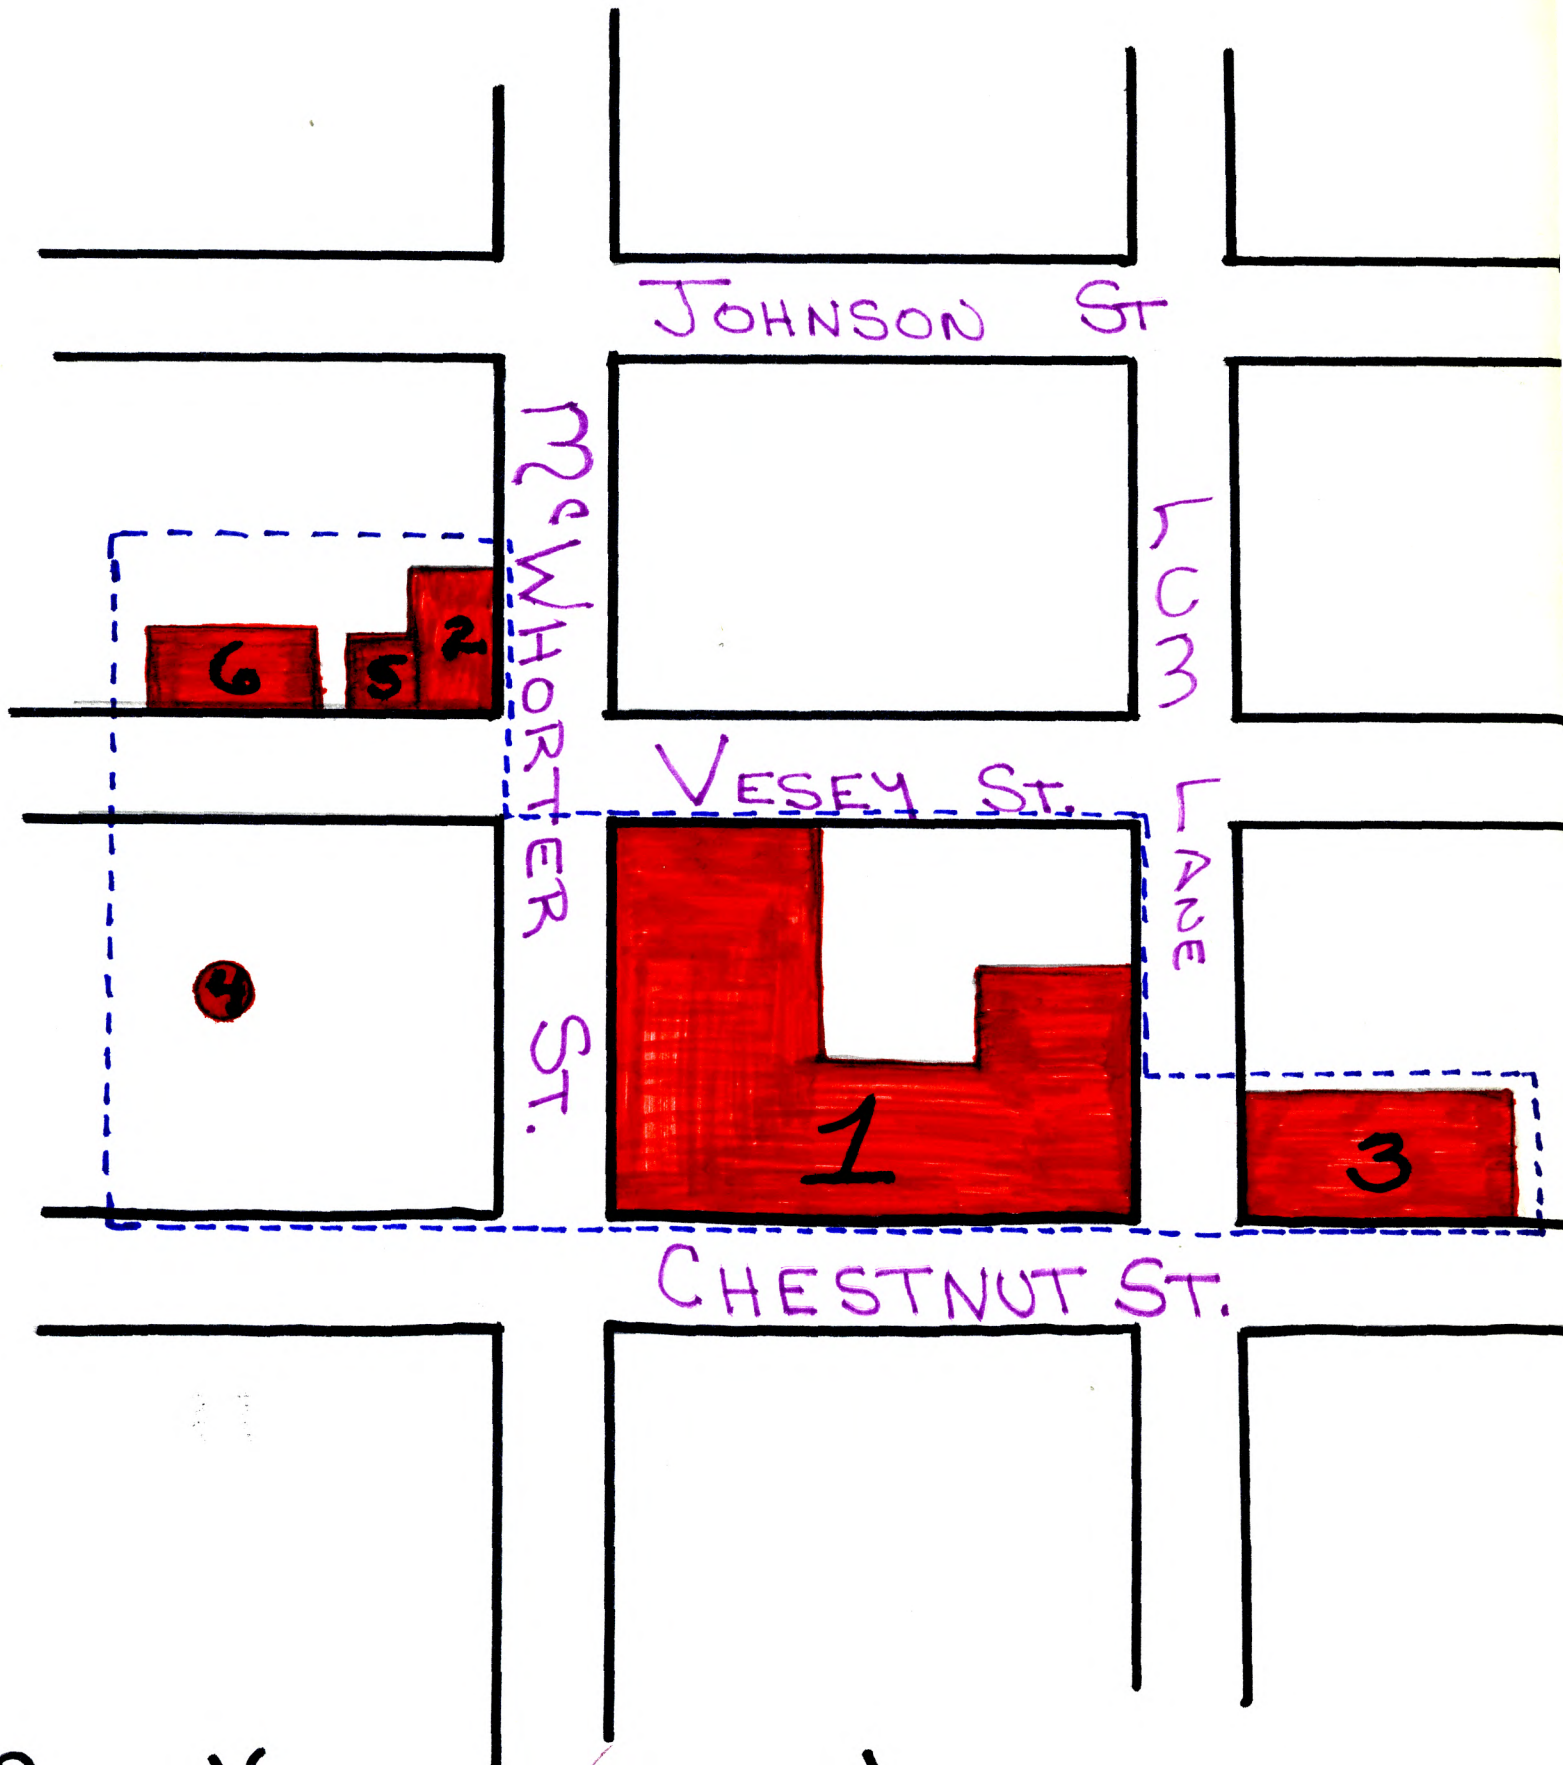 JOHNSON ST
McWHORTER ST.
LUM LANE
2
6
5
VESEY ST.
4
1
3
CHESTNUT ST.